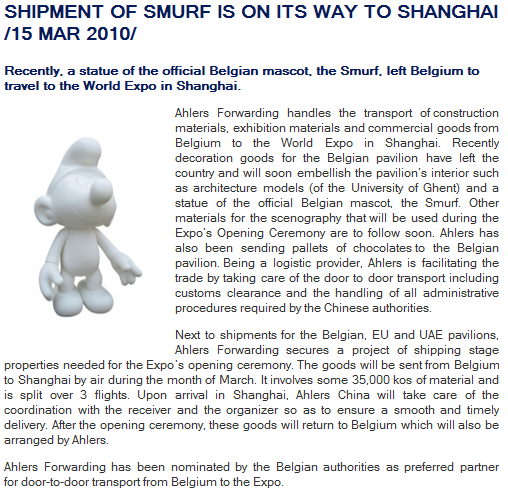 SHIPMENT OF SMURF IS ON ITS WAY TO SHANGHAI
/15 MAR 2010/
Recently, a statue of the official Belgian mascot, the Smurf, left Belgium to
travel to the World Expo in Shanghai.
Ahlers Forwarding handles the transport of construction
materials, exhibition materials and commercial goods from
Belgium to the World Expo in Shanghai. Recently
decoration goods for the Belgian pavilion have left the
country and will soon embellish the pavilion's interior such
as architecture models (of the University of Ghent) and a
statue of the official Belgian mascot, the Smurf. Other
materials for the scenography that will be used during the
Expo's Opening Ceremony are to follow soon. Ahlers has
also been sending pallets of chocolates to the Belgian
pavilion. Being a logistic provider, Ahlers is facilitating the
trade by taking care of the door to door transport including
customs clearance and the handling of all administrative
procedures required by the Chinese authorities.
Next to shipments for the Belgian, EU and UAE pavilions,
Ahlers Forwarding secures a project of shipping stage
properties needed for the Expo's opening ceremony. The goods will be sent from Belgium
to Shanghai by air during the month of March. It involves some 35,000 kos of material and
is split over 3 flights. Upon arrival in Shanghai, Ahlers China will take care of the
coordination with the receiver and the organizer so as to ensure a smooth and timely
delivery. After the opening ceremony, these goods will return to Belgium which will also be
arranged by Ahlers.
Ahlers Forwarding has been nominated by the Belgian authorities as preferred partner
for door-to-door transport from Belgium to the Expo.